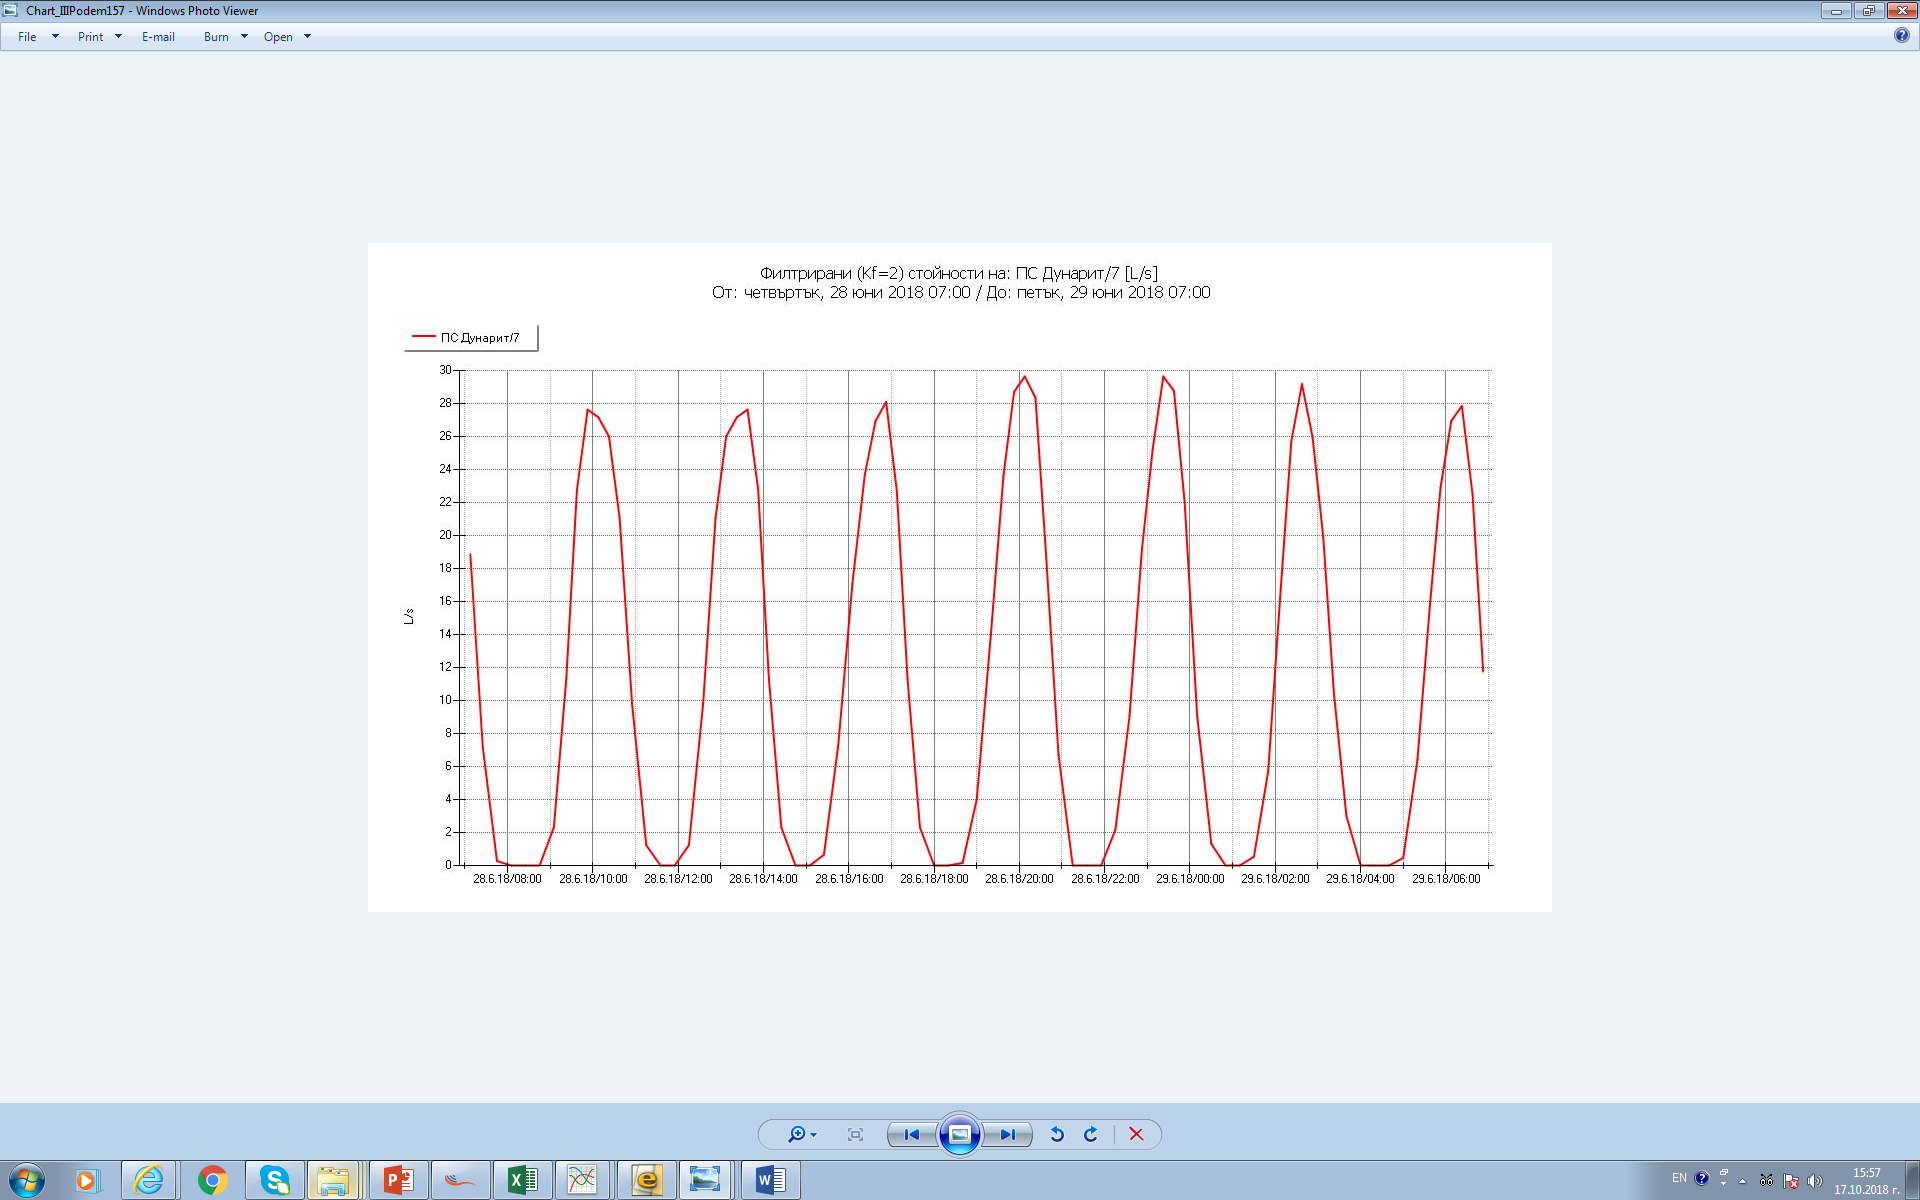 Chart_IIIPodem157 - Windows Photo Viewer
File Print E-mail Burn Open
Филтрирани (Kf=2) стойности на: ПС Дунарит/7 [L/s]
От: четвъртък, 28 юни 2018 07:00 / До: петък, 29 юни 2018 07:00
ПС Дунарит/7
30
28
26
24
22
20
18
16
14
12
10
8
6
4
2
0
L/s
28.6.18/08:00 28.6.18/10:00 28.6.18/12:00 28.6.18/14:00 28.6.18/16:00 28.6.18/18:00 28.6.18/20:00 28.6.18/22:00 29.6.18/00:00 29.6.18/02:00 29.6.18/04:00 29.6.18/06:00
EN
15:57
17.10.2018 г.